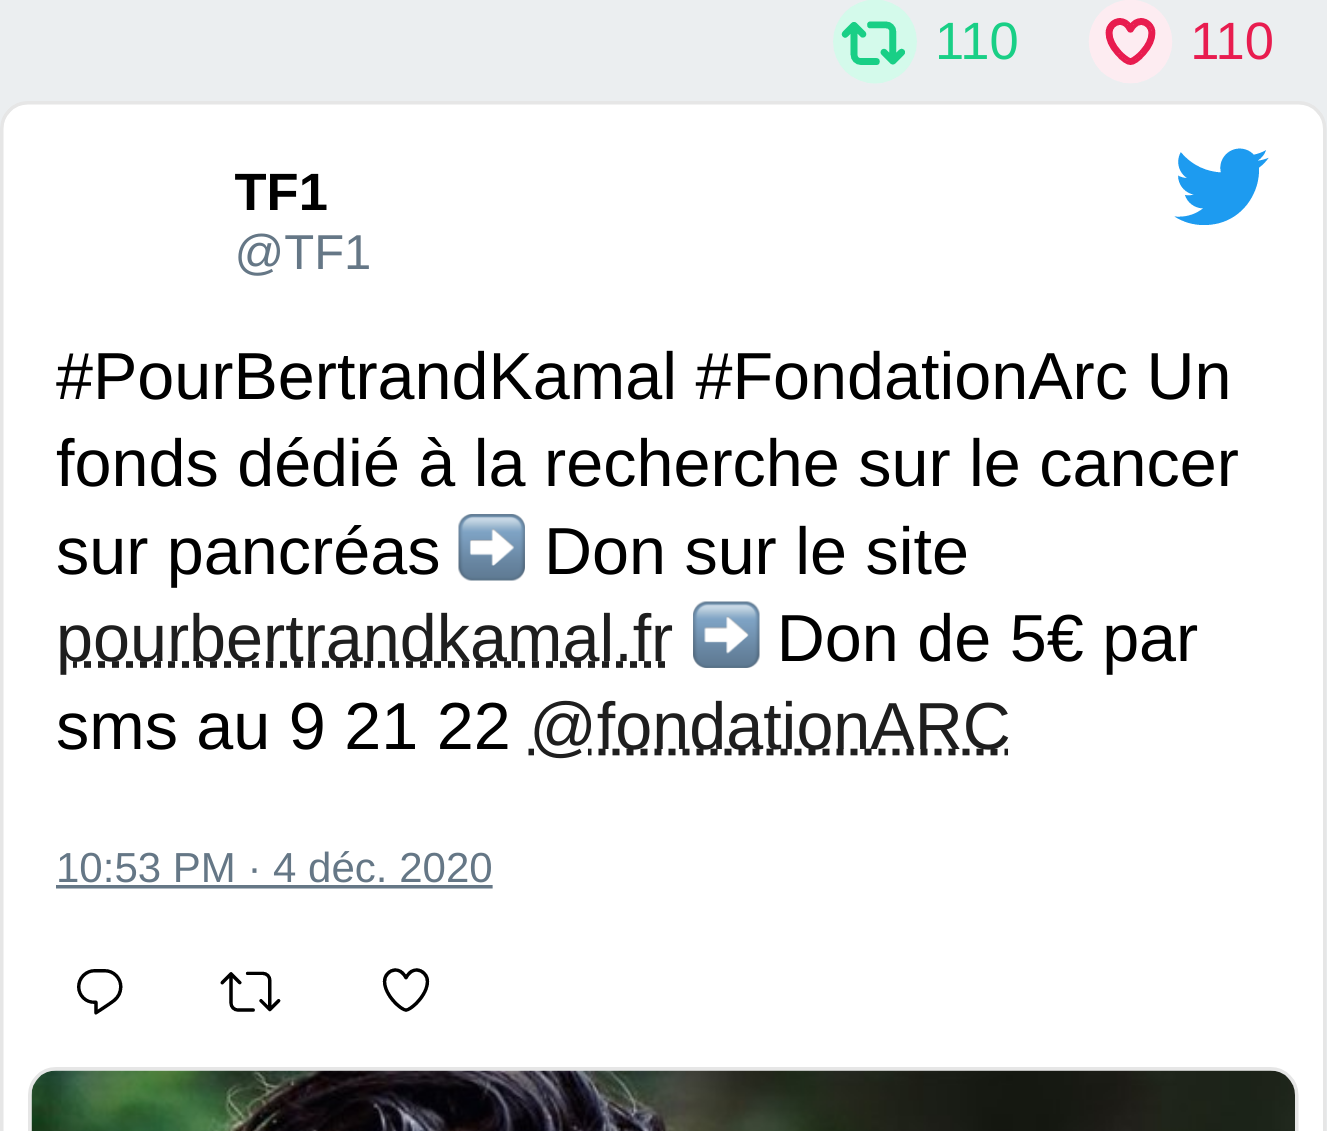 110 110
TF1
@TF1
#PourBertrandKamal #FondationArc Un
fonds dédié à la recherche sur le cancer
sur pancréas ➡️ Don sur le site
pourbertrandkamal.fr ➡️ Don de 5€ par
sms au 9 21 22 @fondationARC
10:53 PM · 4 déc. 2020